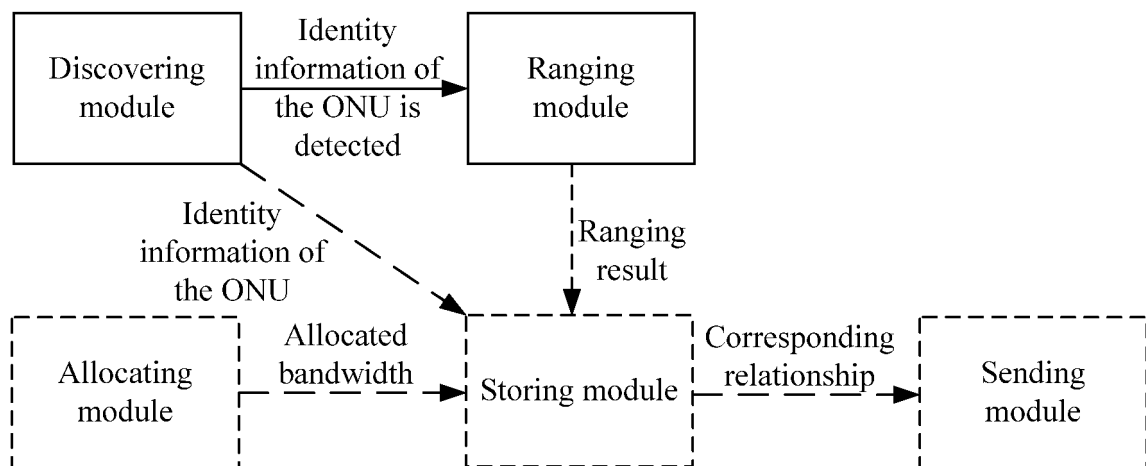 Discovering
module
Identity
information of
the ONU is
detected
Ranging
module
Identity
information of
the ONU
Ranging
result
Allocating
module
Allocated
bandwidth
Storing module
Corresponding
relationship
Sending
module